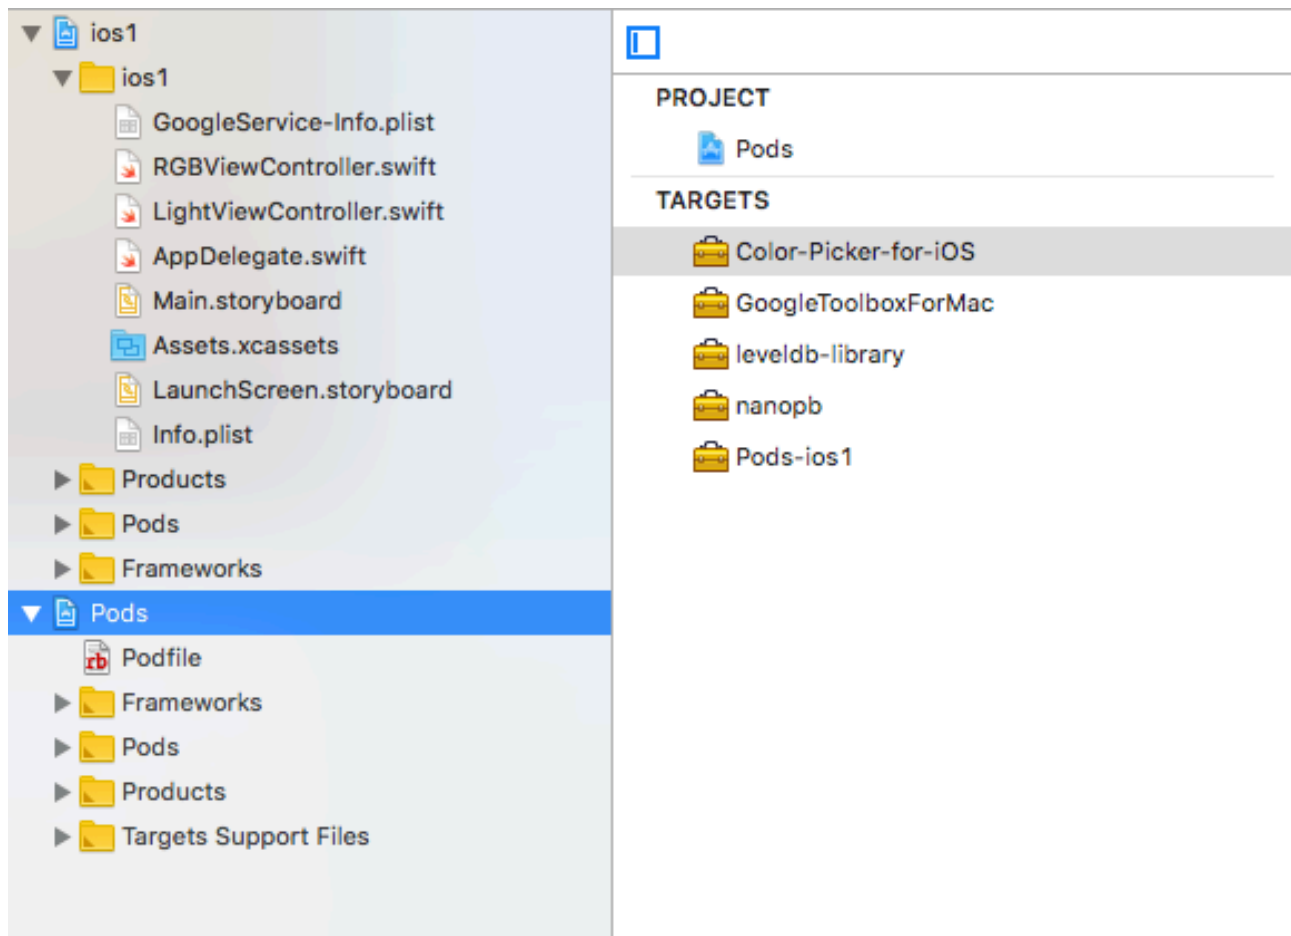 ios1
ios1
GoogleService-Info.plist
RGBViewController.swift
LightViewController.swift
AppDelegate.swift
Main.storyboard
Assets.xcassets
LaunchScreen.storyboard
Info.plist
Products
Pods
Frameworks
Pods
rb Podfile
Frameworks
Pods
Products
Targets Support Files
PROJECT
Pods
TARGETS
Color-Picker-for-iOS
GoogleToolboxForMac
leveldb-library
nanopb
Pods-ios1